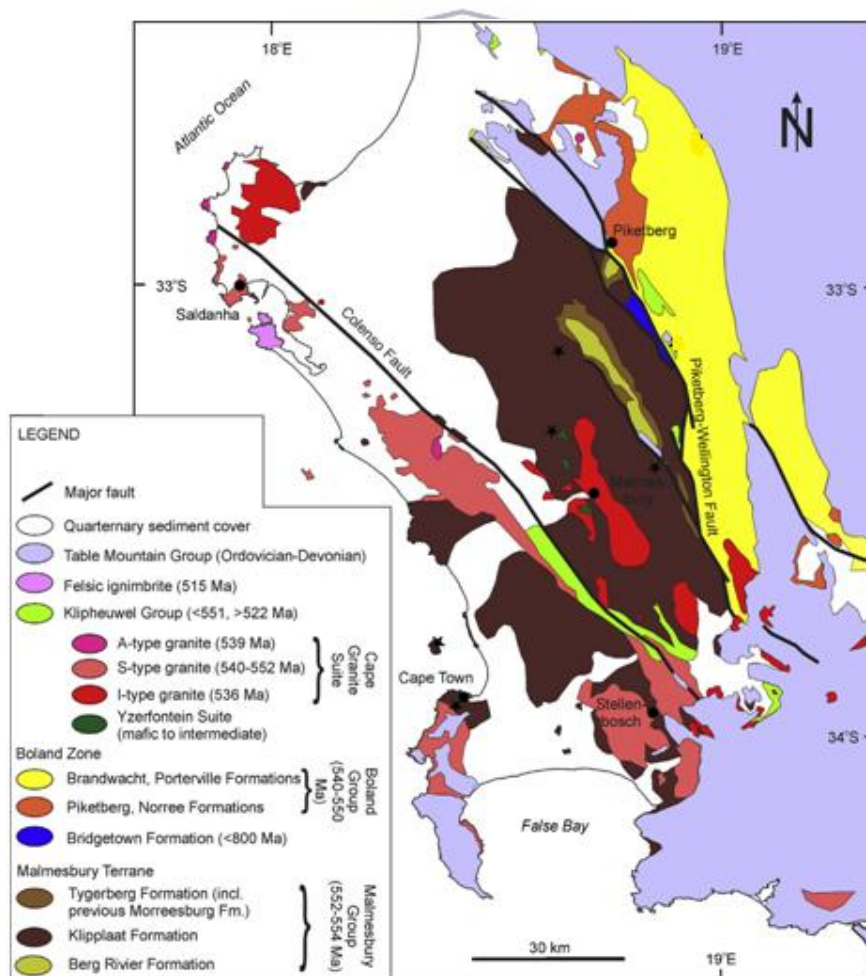 18°E
19°E
Atlantic Ocean
N
Piketberg
33°S
33°S
Saldanha
Colenso Fault
Piketberg-Wellington Fault
Malmes-
bury
Cape Town
Stellen-
bosch
34°S
False Bay
30 km
19°E
LEGEND
Major fault
Quarternary sediment cover
Table Mountain Group (Ordovician-Devonian)
Felsic ignimbrite (515 Ma)
Klipheuwel Group (<551, >522 Ma)
A-type granite (539 Ma)
S-type granite (540-552 Ma)
I-type granite (536 Ma)
Cape
Granite
Suite
Yzerfontein Suite
(mafic to intermediate)
Boland Zone
Brandwacht, Porterville Formations
Piketberg, Norree Formations
Boland
Group
(540-550
Ma)
Bridgetown Formation (<800 Ma)
Malmesbury Terrane
Tygerberg Formation (incl.
previous Morreesburg Fm.)
Klipplaat Formation
Berg Rivier Formation
Malmesbury
Group
(552-554 Ma)